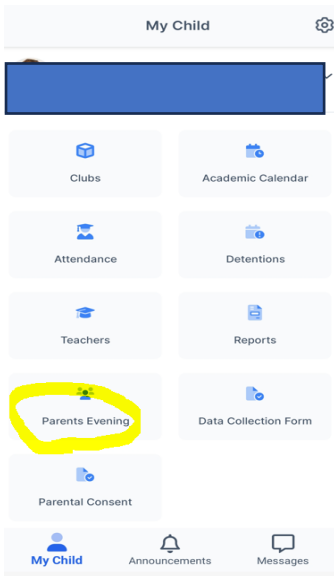 My Child
Clubs
Academic Calendar
Attendance
Detentions
Teachers
Reports
Parents Evening
Data Collection Form
Parental Consent
My Child
Announcements
Messages